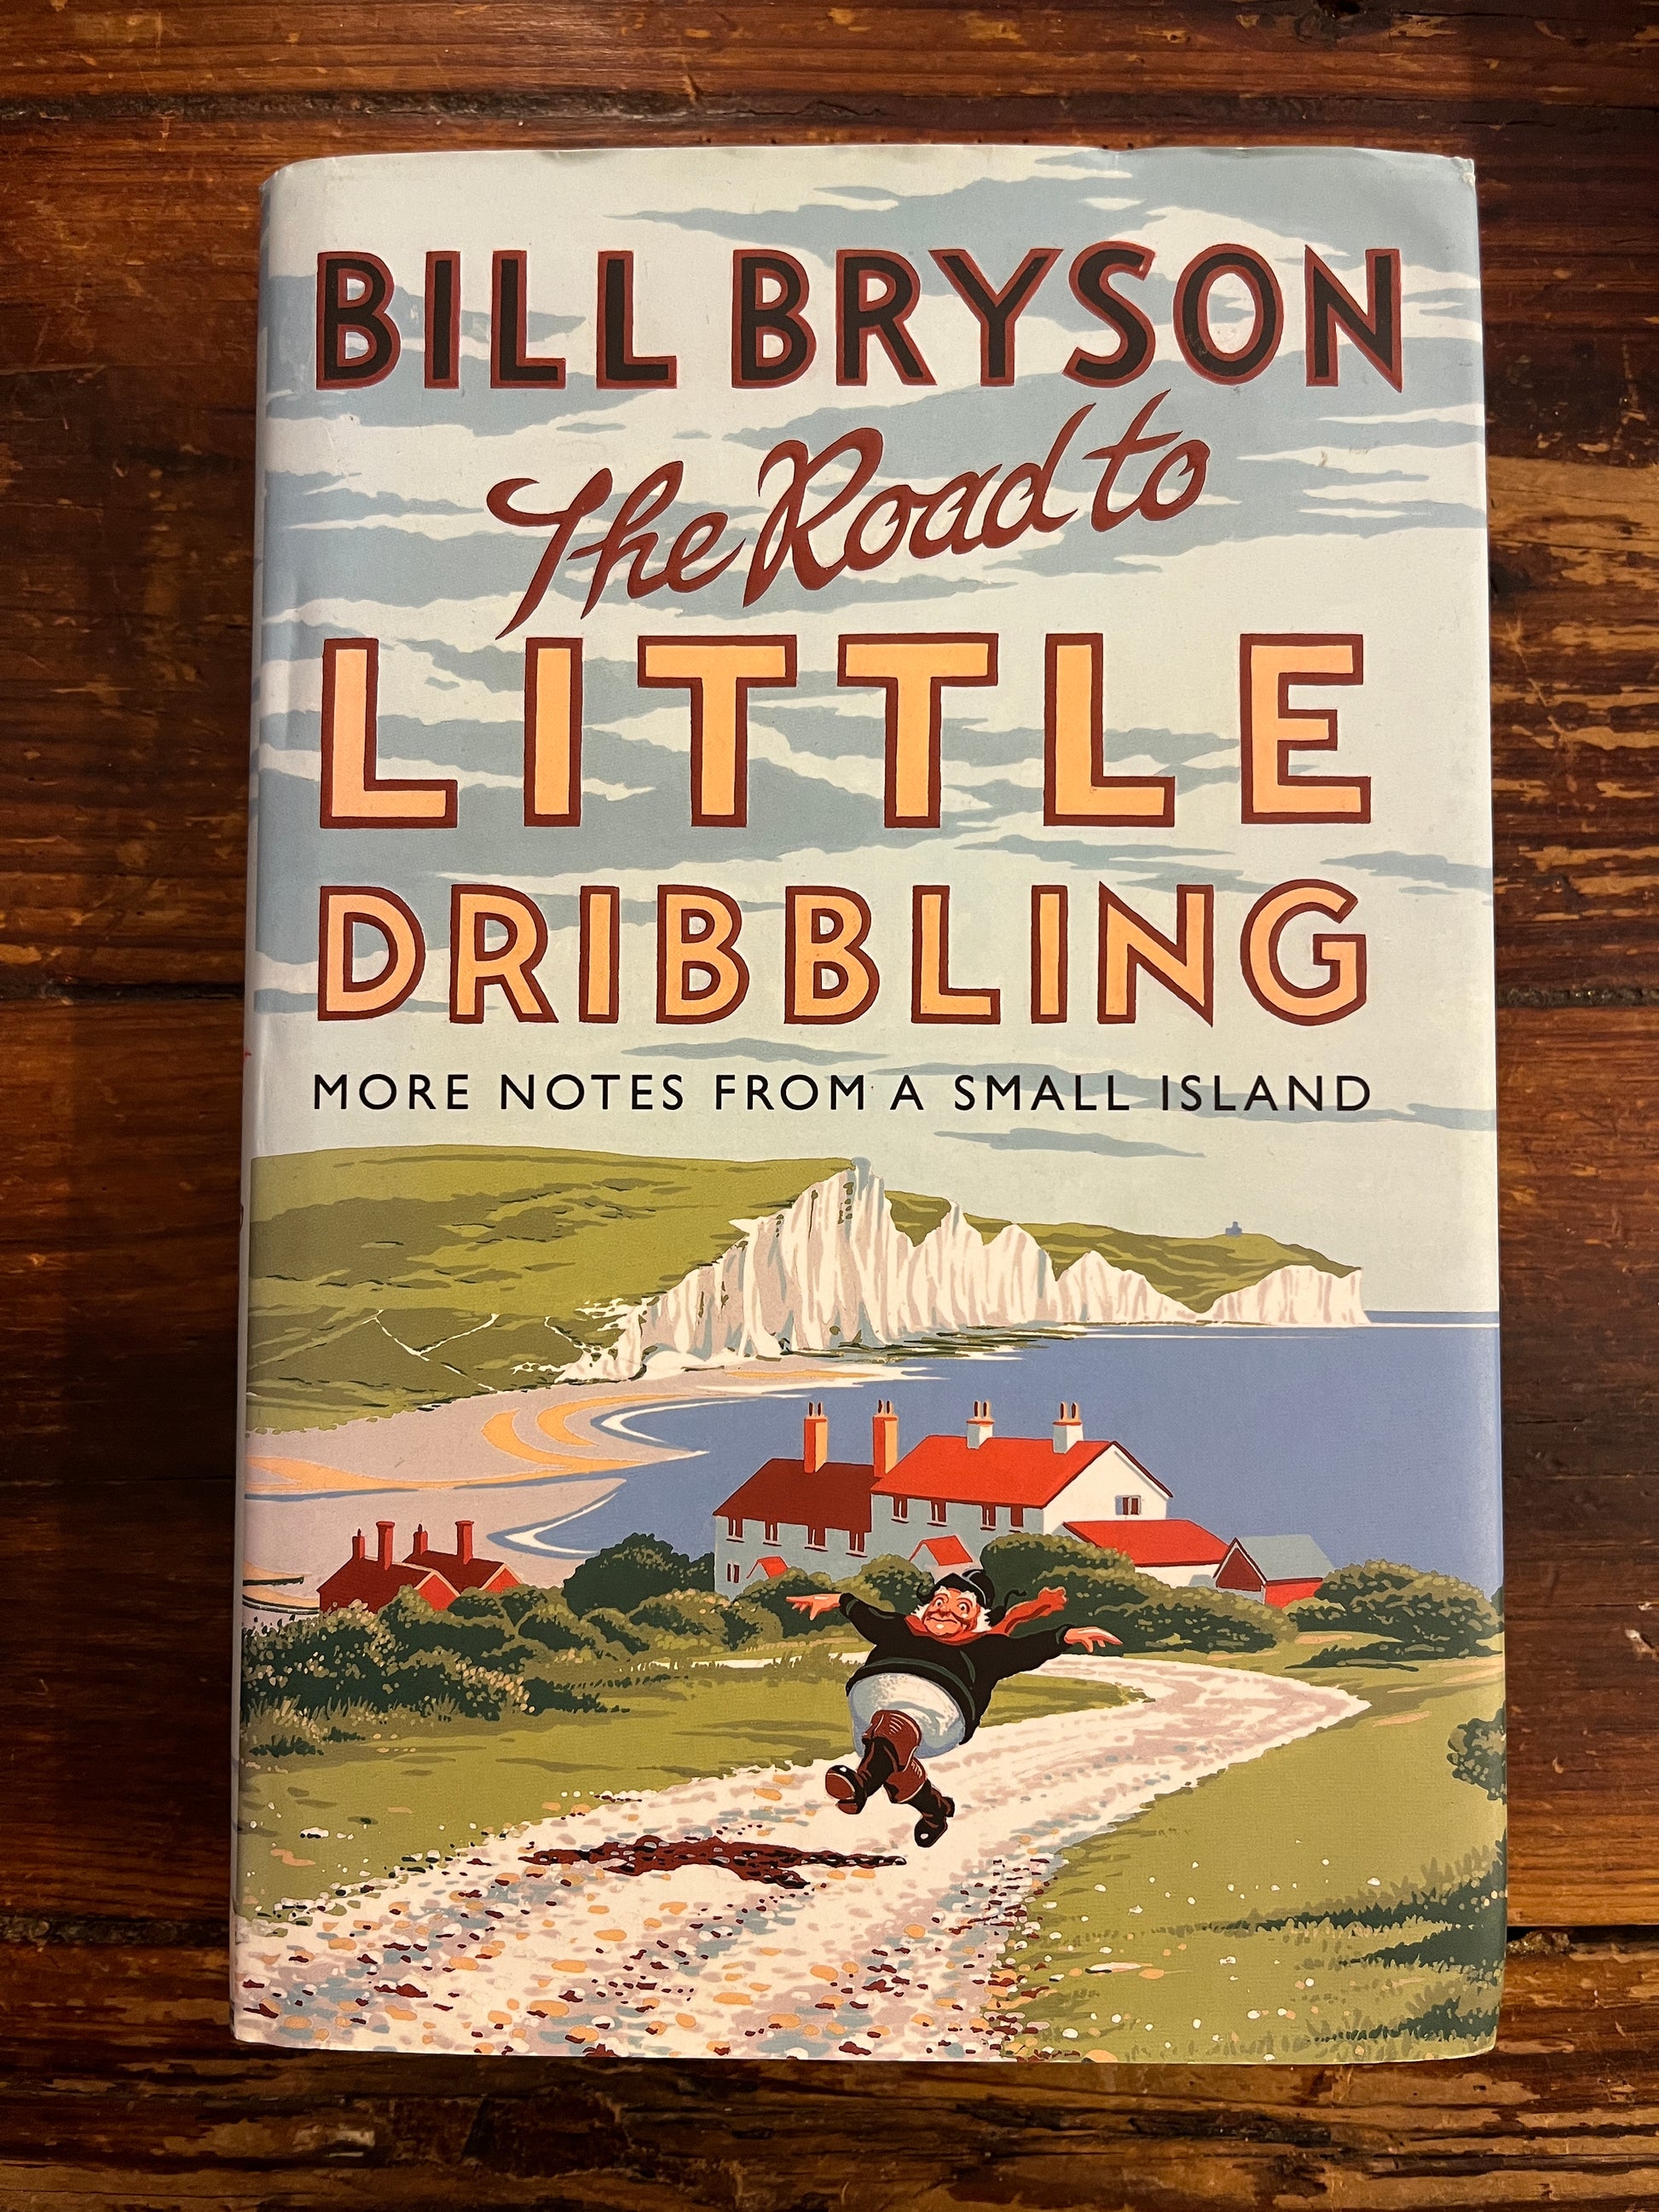 BILL BRYSON
The Road to
LITTLE
DRIBBLING
MORE NOTES FROM A SMALL ISLAND